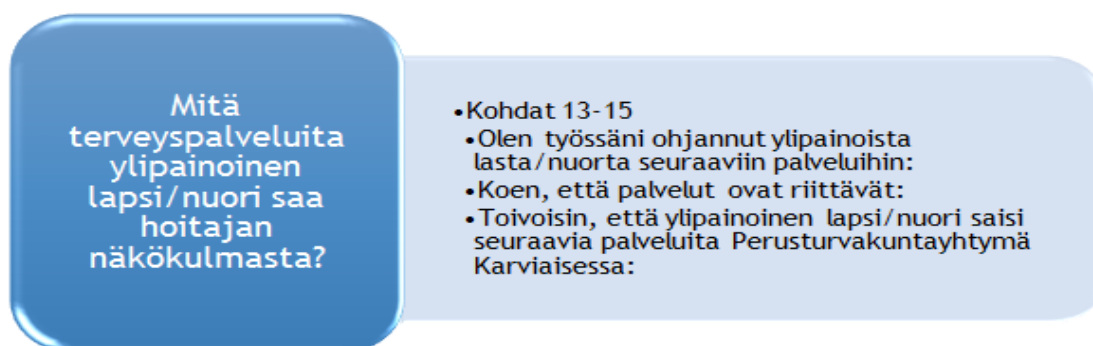 Mitä
terveyspalveluita
ylipainoinen
lapsi/nuori saa
hoitajan
näkökulmasta?
•Kohdat 13-15
•Olen työssäni ohjannut ylipainoista
lasta/nuorta seuraaviin palveluihin:
•Koen, että palvelut ovat riittävät:
•Toivoisin, että ylipainoinen lapsi/nuori saisi
seuraavia palveluita Perusturvakuntayhtymä
Karviaisessa: